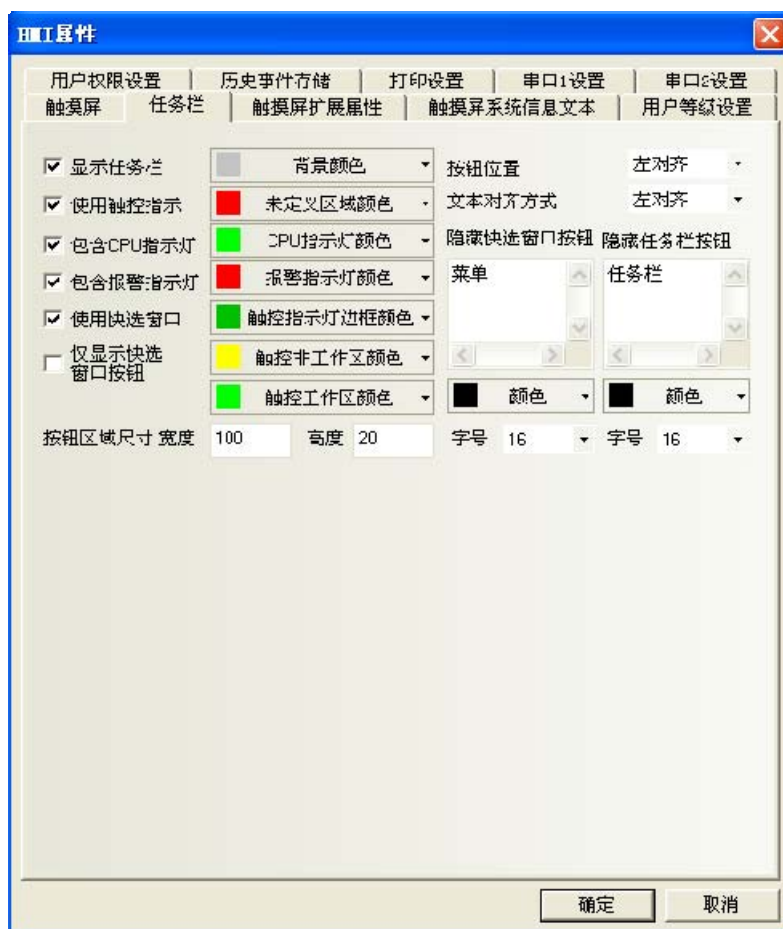 HMI属性
用户权限设置 历史事件存储 打印设置 串口1设置 串口2设置
触摸屏 任务栏 触摸屏扩展属性 触摸屏系统信息文本 用户等级设置
显示任务栏 背景颜色 按钮位置 左对齐
使用触控指示 未定义区域颜色 文本对齐方式 左对齐
包含CPU指示灯 CPU指示灯颜色 隐藏快选窗口按钮 隐藏任务栏按钮
包含报警指示灯 报警指示灯颜色 菜单 任务栏
使用快选窗口 触控指示灯边框颜色
仅显示快选
窗口按钮
触控非工作区颜色
触控工作区颜色 颜色 颜色
按钮区域尺寸 宽度 100 高度 20 字号 16 字号 16
确定 取消